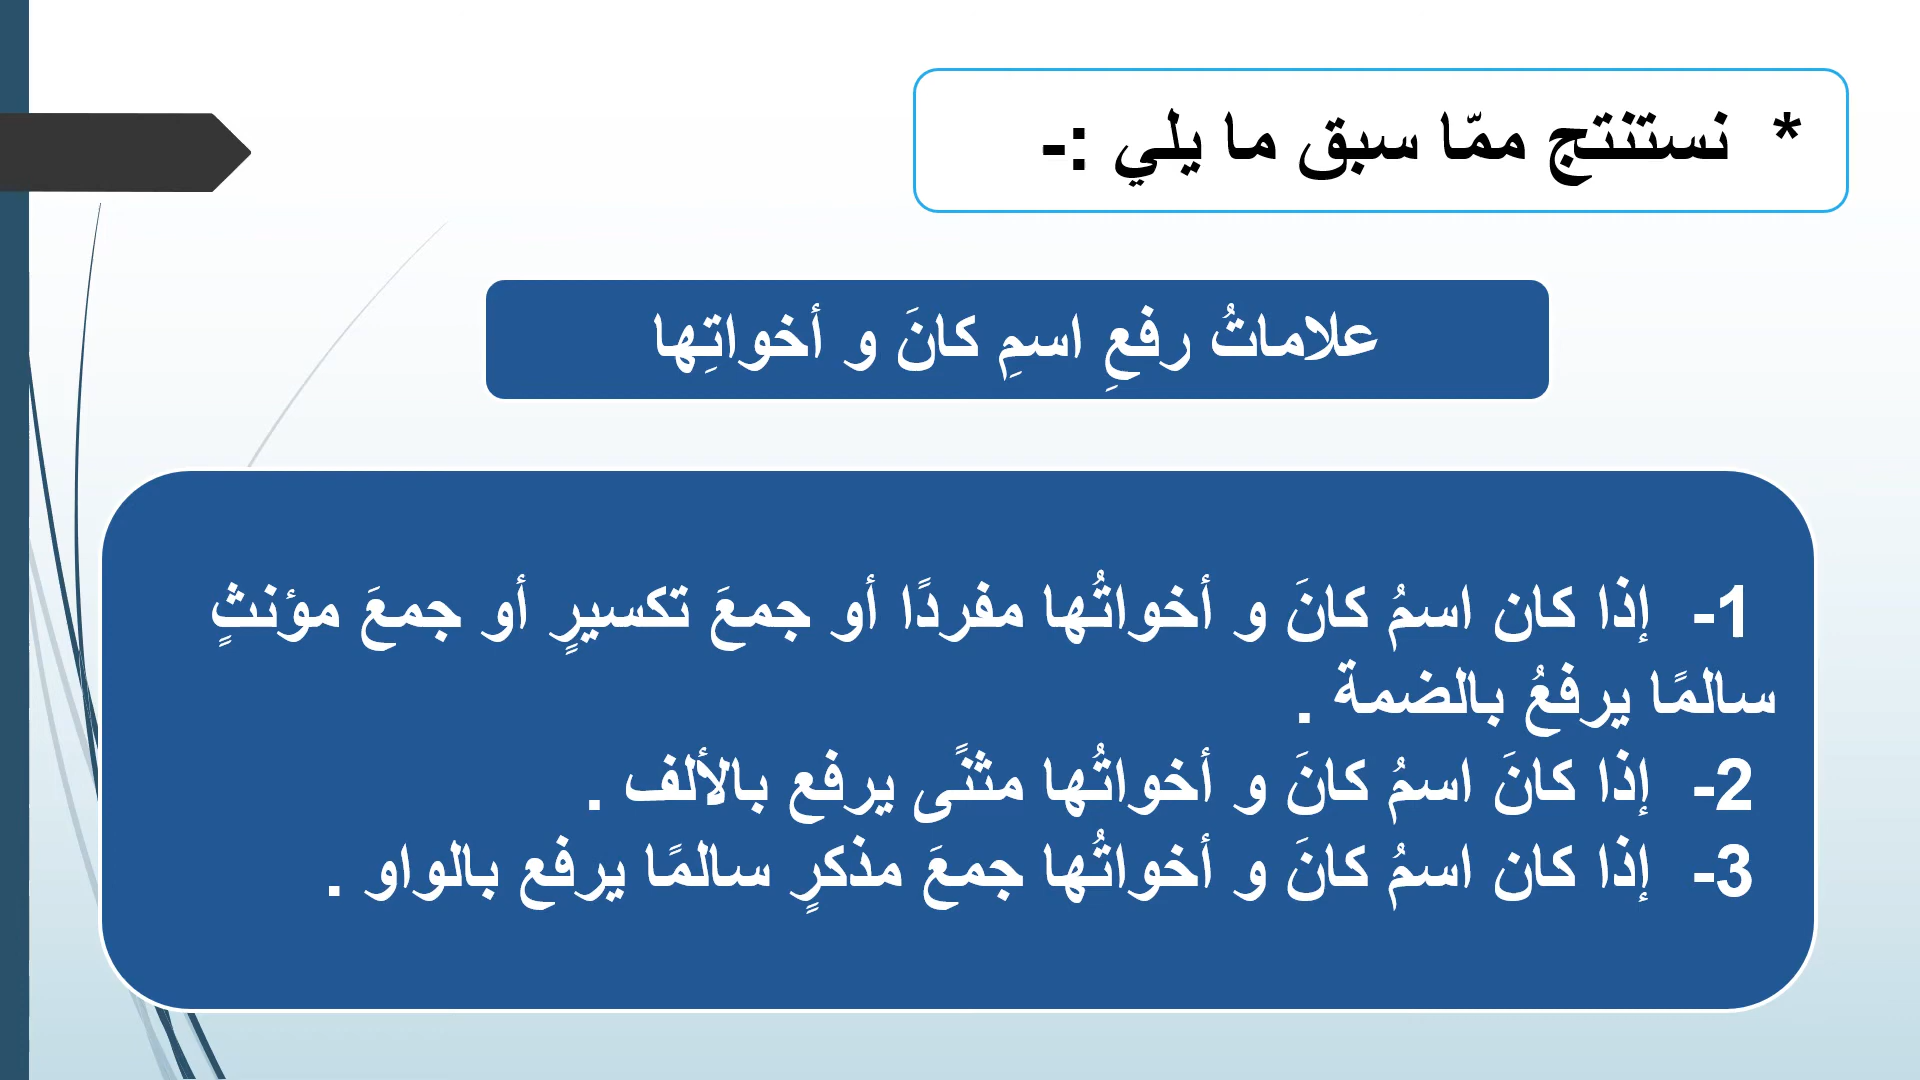 * نستنتج ممّا سبق ما يلي :-
علاماتُ رفعِ اسمِ كانَ و أخواتِها
1- إذا كان اسمُ كانَ و أخواتُها مفردًا أو جمعَ تكسيرٍ أو جمعَ مؤنثٍ
سالمًا يرفعُ بالضمة .
2- إذا كانَ اسمُ كانَ و أخواتُها مثنًى يرفع بالألف .
3- إذا كان اسمُ كانَ و أخواتُها جمعَ مذكرٍ سالمًا يرفع بالواو .